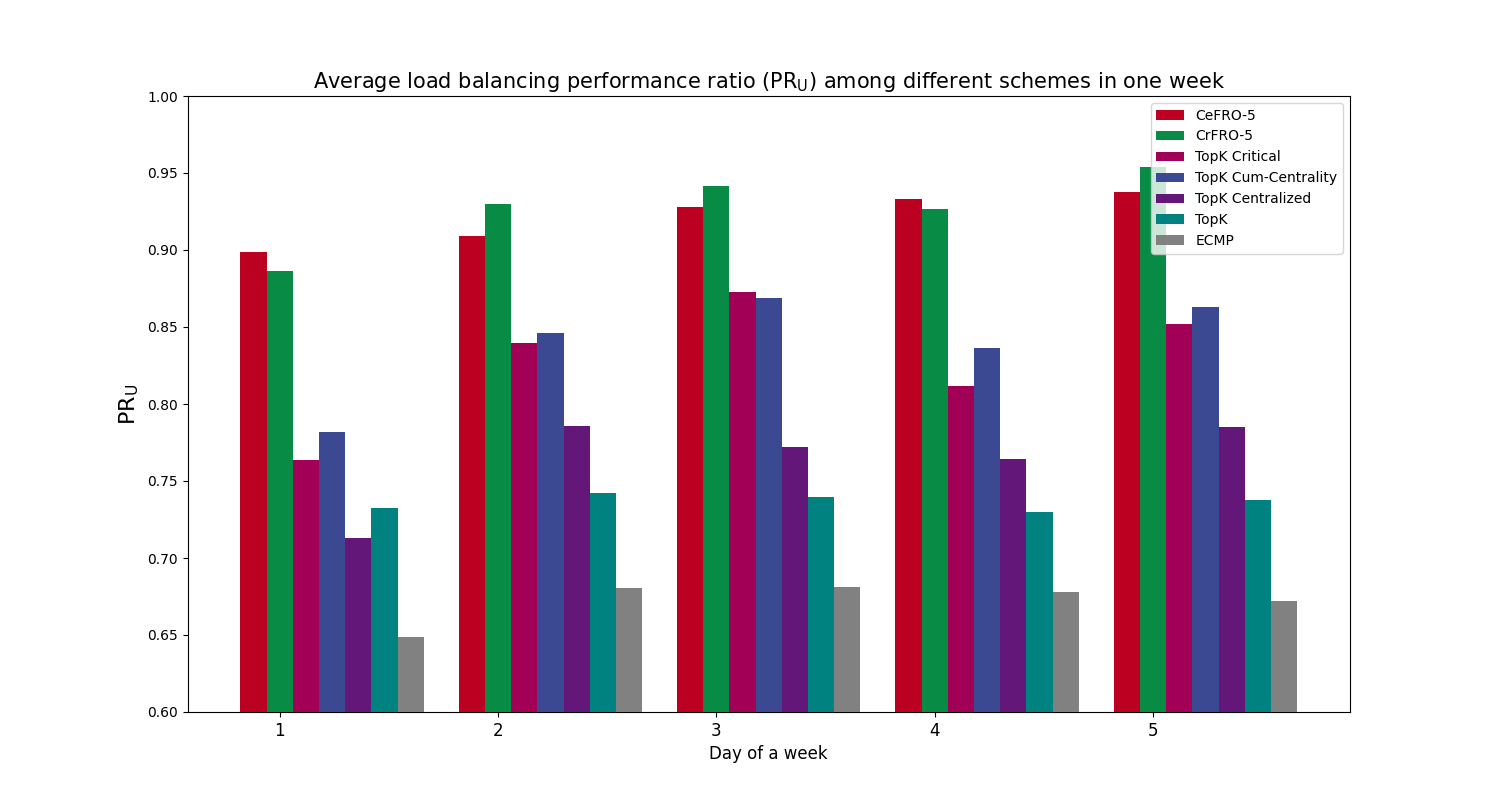 Average load balancing performance ratio (PR_U) among different schemes in one week
1.00
0.95
0.90
0.85
0.80
0.75
0.70
0.65
0.60
PR_U
CeFRO-5
CrFRO-5
TopK Critical
TopK Cum-Centrality
TopK Centralized
TopK
ECMP
1 2 3 4 5
Day of a week